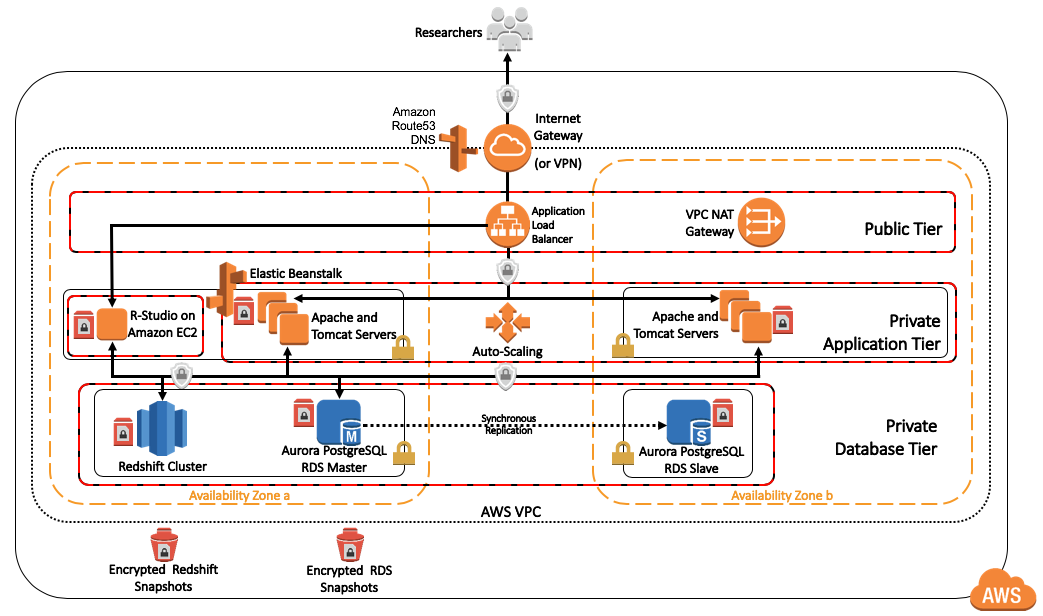 Researchers
Amazon
Route53
DNS
Internet
Gateway
(or VPN)
Application
Load
Balancer
VPC NAT
Gateway
Public Tier
Elastic Beanstalk
R-Studio on
Amazon EC2
Apache and
Tomcat Servers
Auto-Scaling
Apache and
Tomcat Servers
Private
Application Tier
Redshift Cluster
M
Aurora PostgreSQL
RDS Master
Synchronous
Replication
S
Aurora PostgreSQL
RDS Slave
Private
Database Tier
Availability Zone a
Availability Zone b
AWS VPC
Encrypted Redshift
Snapshots
Encrypted RDS
Snapshots
AWS